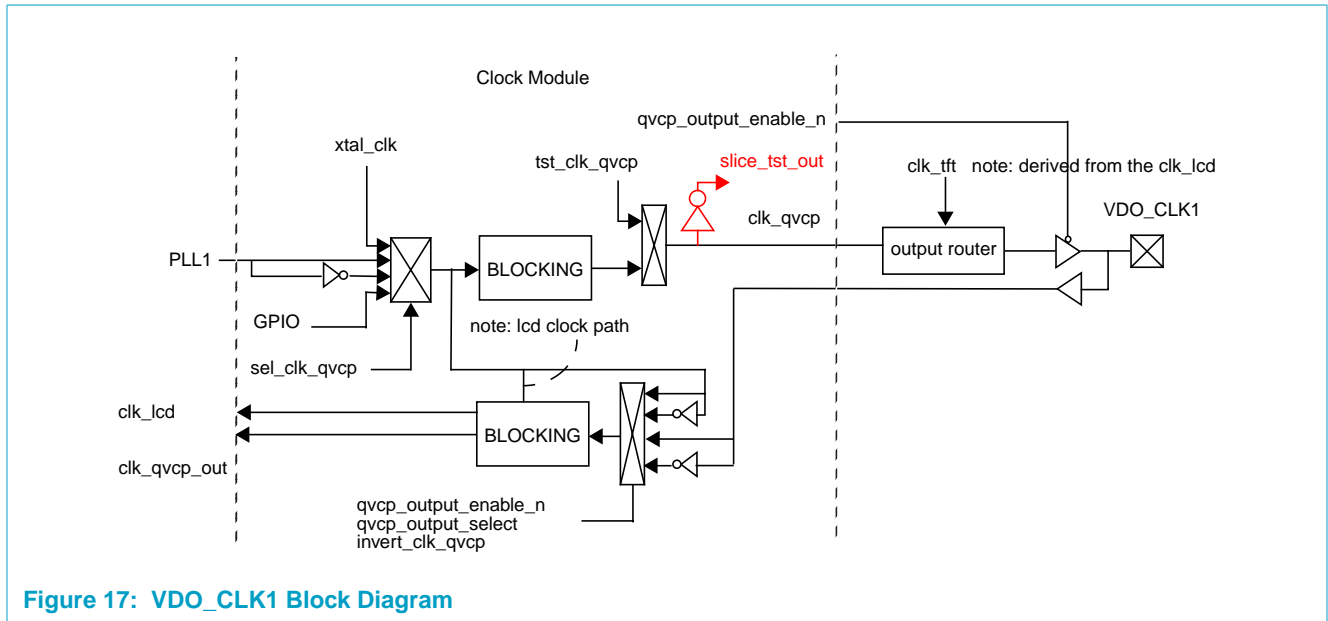 Clock Module
qvcp_output_enable_n
xtal_clk
tst_clk_qvcp
slice_tst_out
clk_tft note: derived from the clk_lcd
VDO_CLK1
clk_qvcp
PLL1
BLOCKING
output router
GPIO
note: lcd clock path
sel_clk_qvcp
clk_lcd
BLOCKING
clk_qvcp_out
qvcp_output_enable_n
qvcp_output_select
invert_clk_qvcp
Figure 17: VDO_CLK1 Block Diagram